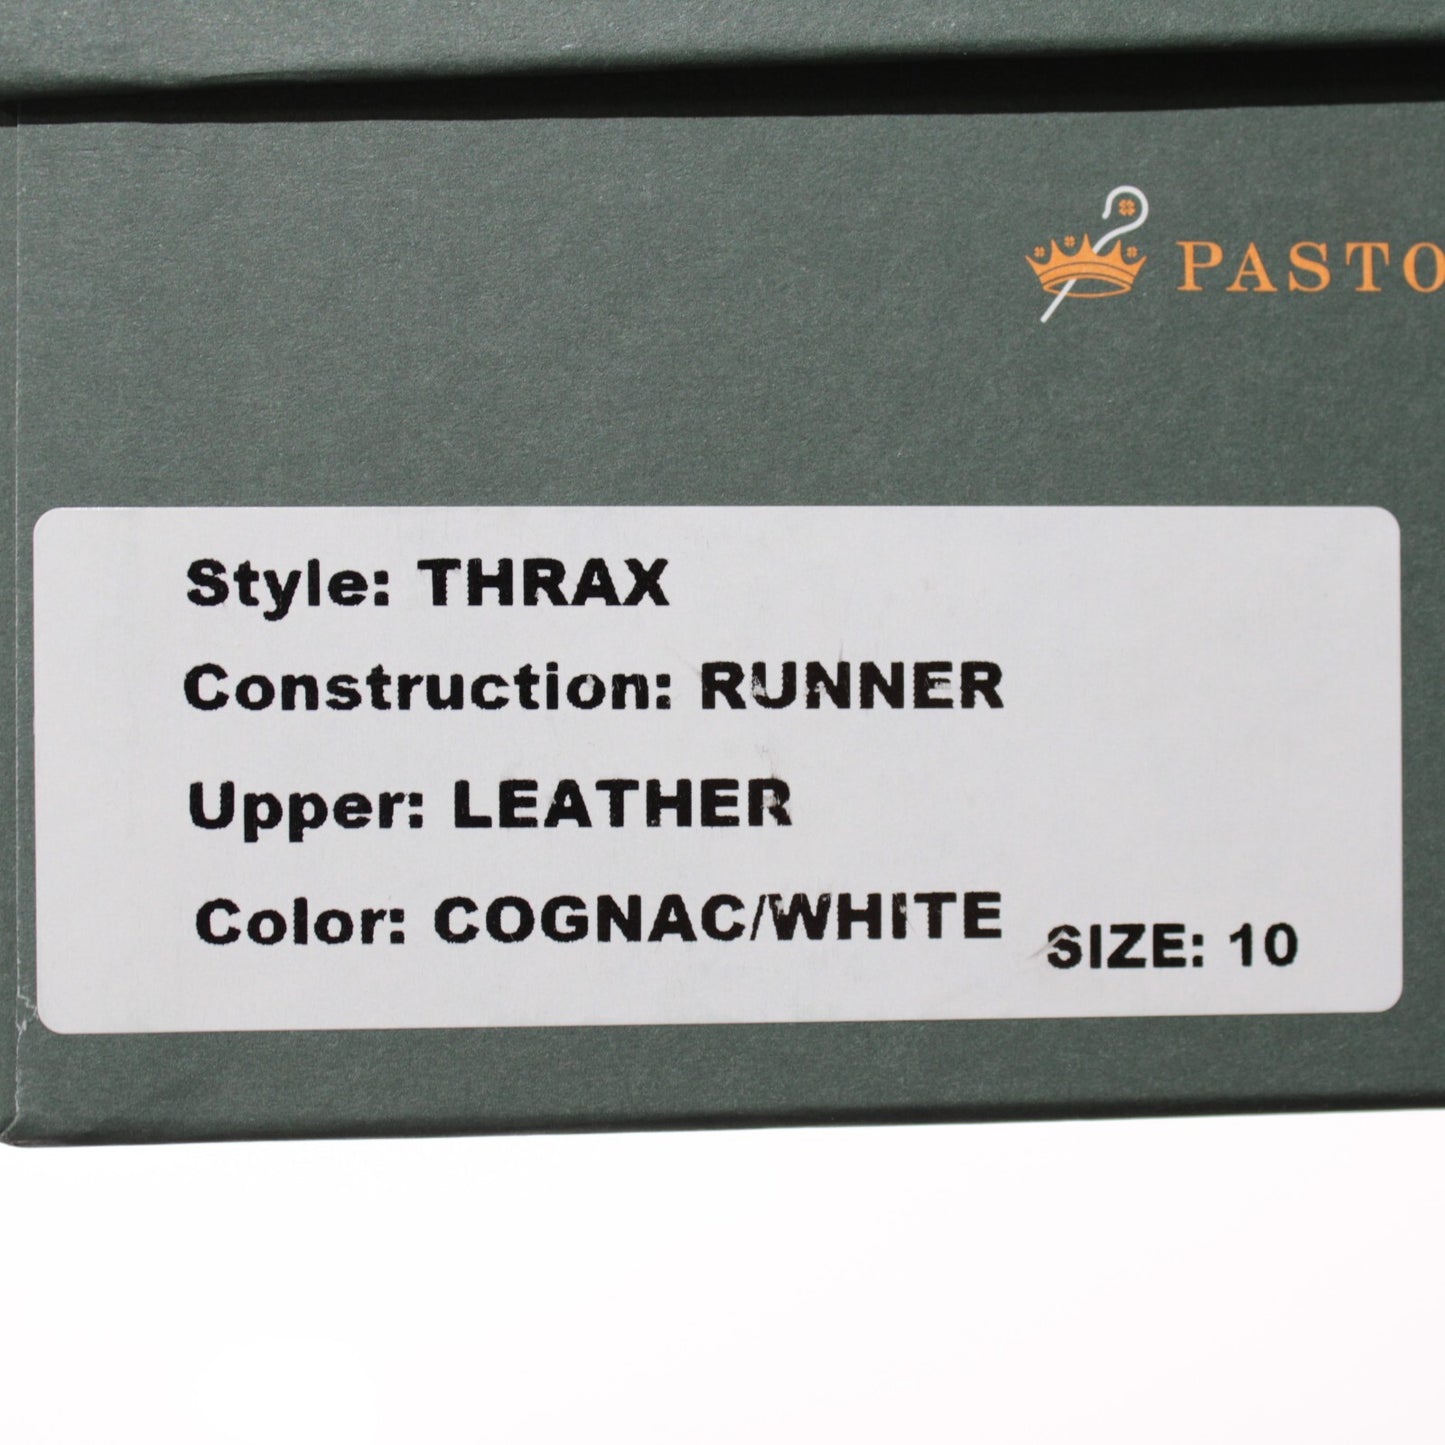 PASTO
Style: THRAX
Construction: RUNNER
Upper: LEATHER
Color: COGNAC/WHITE
SIZE: 10